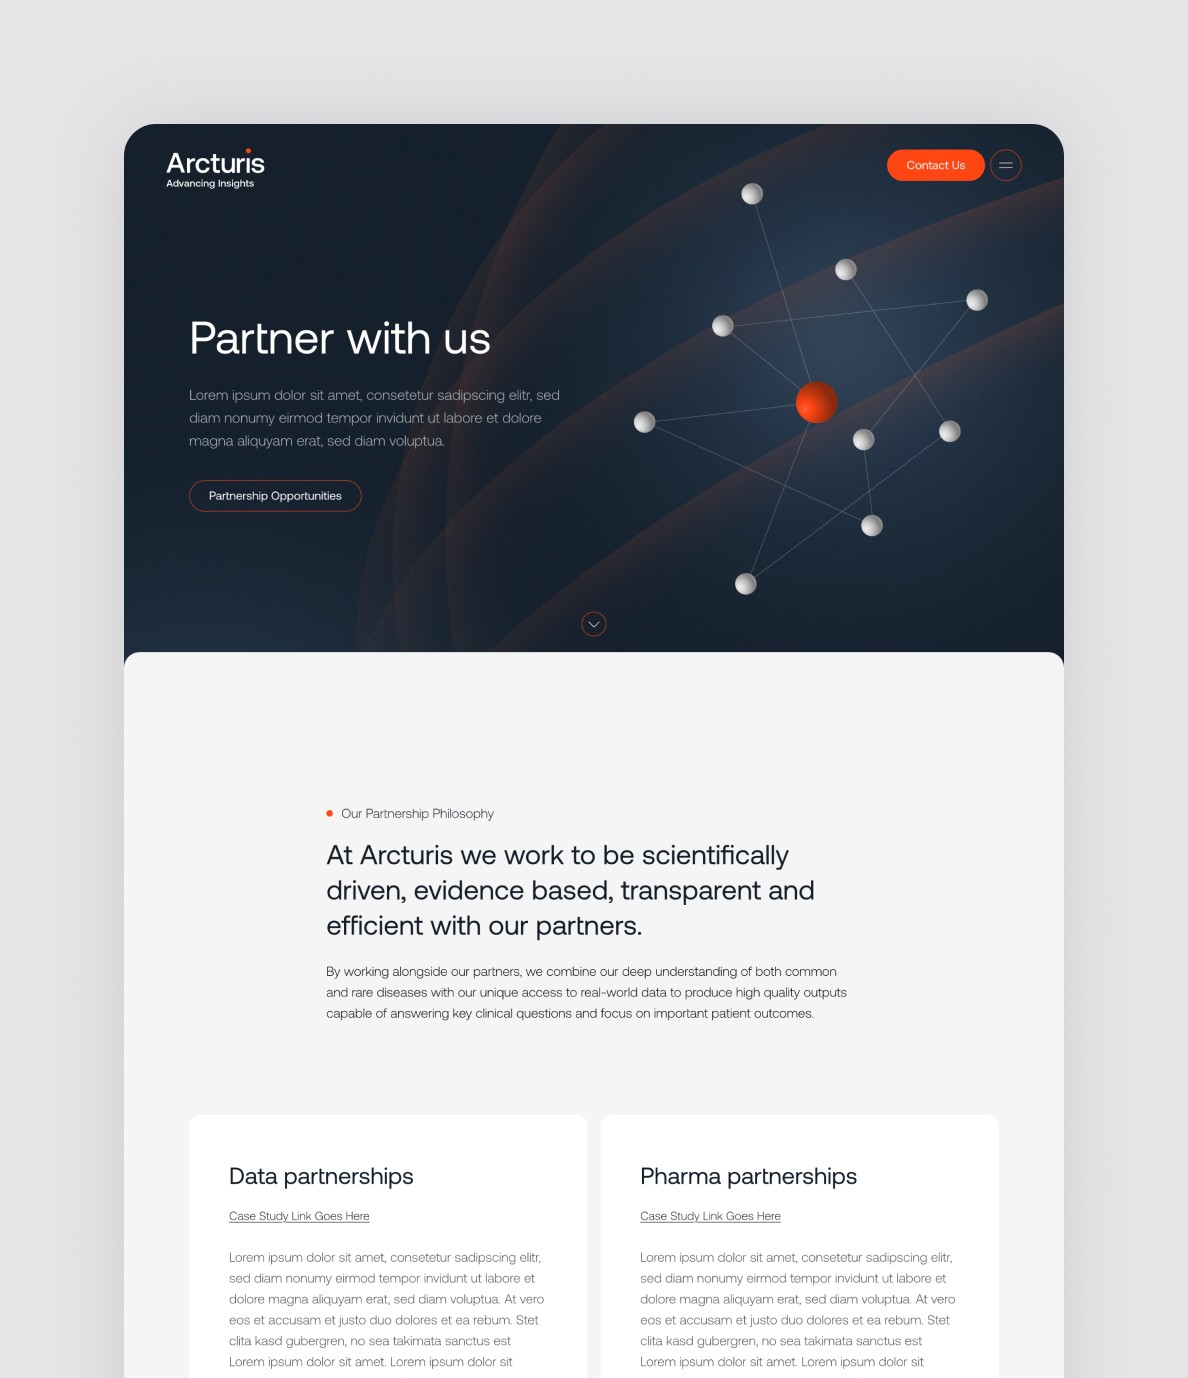 Arcturis
Advancing Insights
Contact Us
Partner with us
Lorem ipsum dolor sit amet, consetetur sadipscing elitr, sed
diam nonumy eirmod tempor invidunt ut labore et dolore
magna aliquyam erat, sed diam voluptua.
Partnership Opportunities
Our Partnership Philosophy
At Arcturis we work to be scientifically
driven, evidence based, transparent and
efficient with our partners.
By working alongside our partners, we combine our deep understanding of both common
and rare diseases with our unique access to real-world data to produce high quality outputs
capable of answering key clinical questions and focus on important patient outcomes.
Data partnerships
Case Study Link Goes Here
Lorem ipsum dolor sit amet, consetetur sadipscing elitr,
sed diam nonumy eirmod tempor invidunt ut labore et
dolore magna aliquyam erat, sed diam voluptua. At vero
eos et accusam et justo duo dolores et ea rebum. Stet
clita kasd gubergren, no sea takimata sanctus est
Lorem ipsum dolor sit amet. Lorem ipsum dolor sit
Pharma partnerships
Case Study Link Goes Here
Lorem ipsum dolor sit amet, consetetur sadipscing elitr,
sed diam nonumy eirmod tempor invidunt ut labore et
dolore magna aliquyam erat, sed diam voluptua. At vero
eos et accusam et justo duo dolores et ea rebum. Stet
clita kasd gubergren, no sea takimata sanctus est
Lorem ipsum dolor sit amet. Lorem ipsum dolor sit